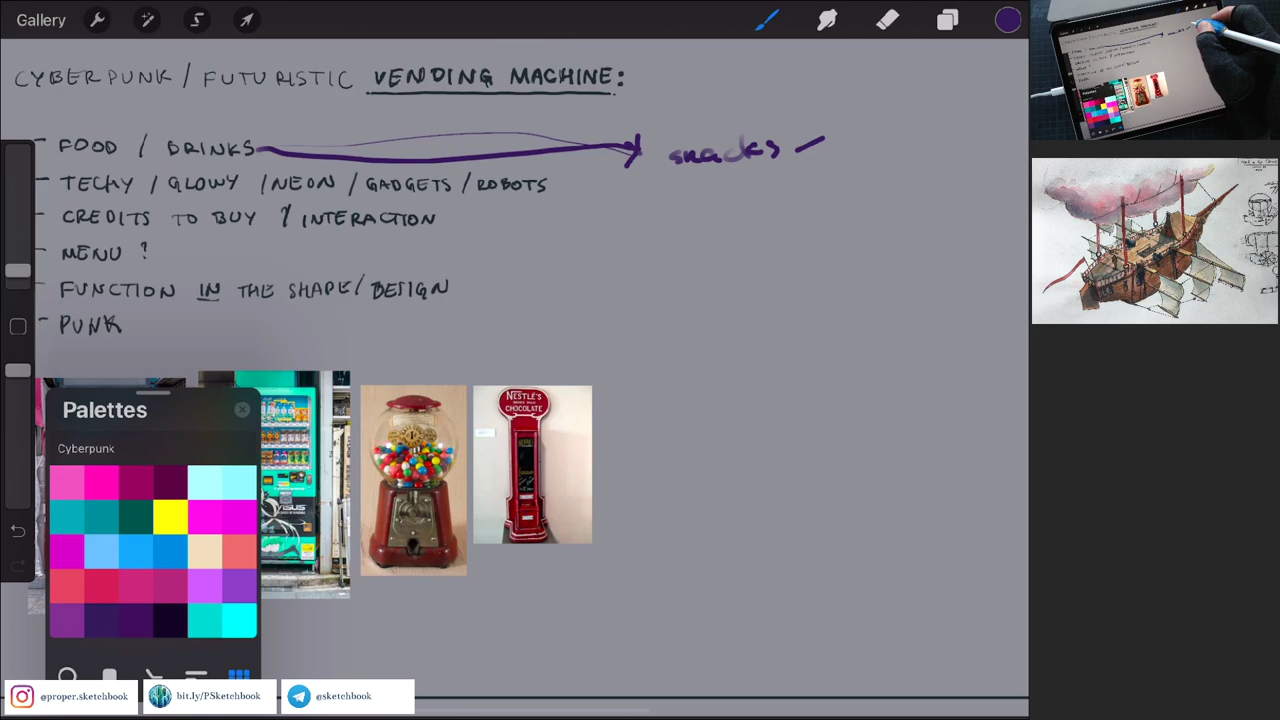 Gallery
CYBERPUNK / FUTURISTIC VENDING MACHINE:
- FOOD / DRINKS → snacks -
- TECHY / GLOWY / NEON / GADGETS / ROBOTS
- CREDITS TO BUY / INTERACTION
- MENU ?
- FUNCTION IN THE SHAPE / DESIGN
- PUNK
Palettes
Cyberpunk
NESTLÉ'S
CHOCOLATE
@proper.sketchbook
bit.ly/PSketchbook
@sketchbook